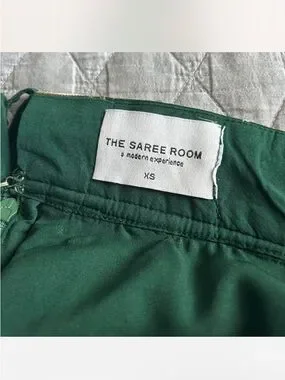 THE SAREE ROOM
a modern experience
XS